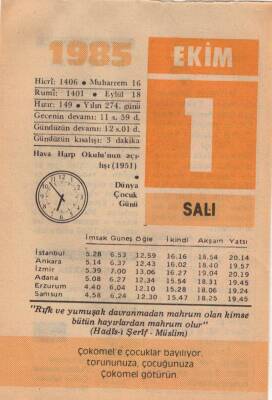 1985
EKİM
Hicrî: 1406 ● Muharrem 16
Rumî: 1401 ● Eylül 18
Hızır: 149 ● Yılın 274. günü
Gecenin devamı: 11 s. 59 d.
Gündüzün devamı: 12 s.01 d.
Gündüzün kısalışı: 3 dakika
Hava Harp Okulu'nun açı-
lışı (1951)
●
Dünya
Çocuk
Günü
1
SALI
İmsak Güneş Öğle İkindi Akşam Yatsı
İstanbul 5.28 6.53 12.59 16.16 18.54 20.14
Ankara 5.14 6.37 12.43 16.02 18.40 19.57
İzmir 5.39 7.00 13.06 16.27 19.04 20.19
Adana 5.08 6.27 12.34 15.54 18.31 19.45
Erzurum 4.40 6.04 12.10 15.28 18.06 19.24
Samsun 4.58 6.24 12.30 15.47 18.25 19.45
"Rıfk ve yumuşak davranmadan mahrum olan kimse
bütün hayırlardan mahrum olur"
(Hadîs-i Şerîf - Müslim)
Çokomel'e çocuklar bayılıyor.
torununuza, çocuğunuza
Çokomel götürün.